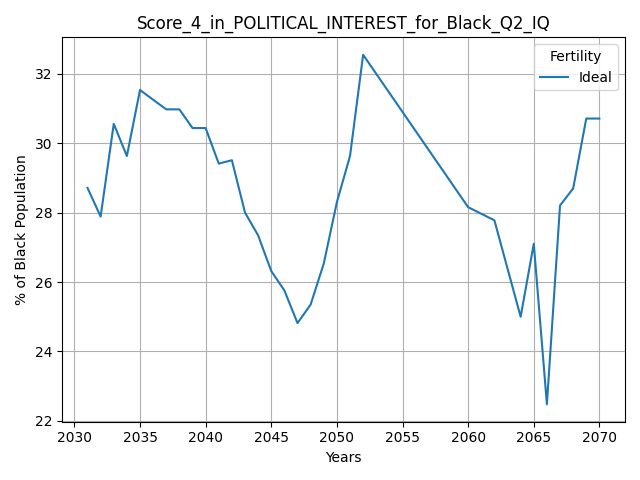 Score_4_in_POLITICAL_INTEREST_for_Black_Q2_IQ
Fertility
Ideal
% of Black Population
32
30
28
26
24
22
2030 2035 2040 2045 2050 2055 2060 2065 2070
Years